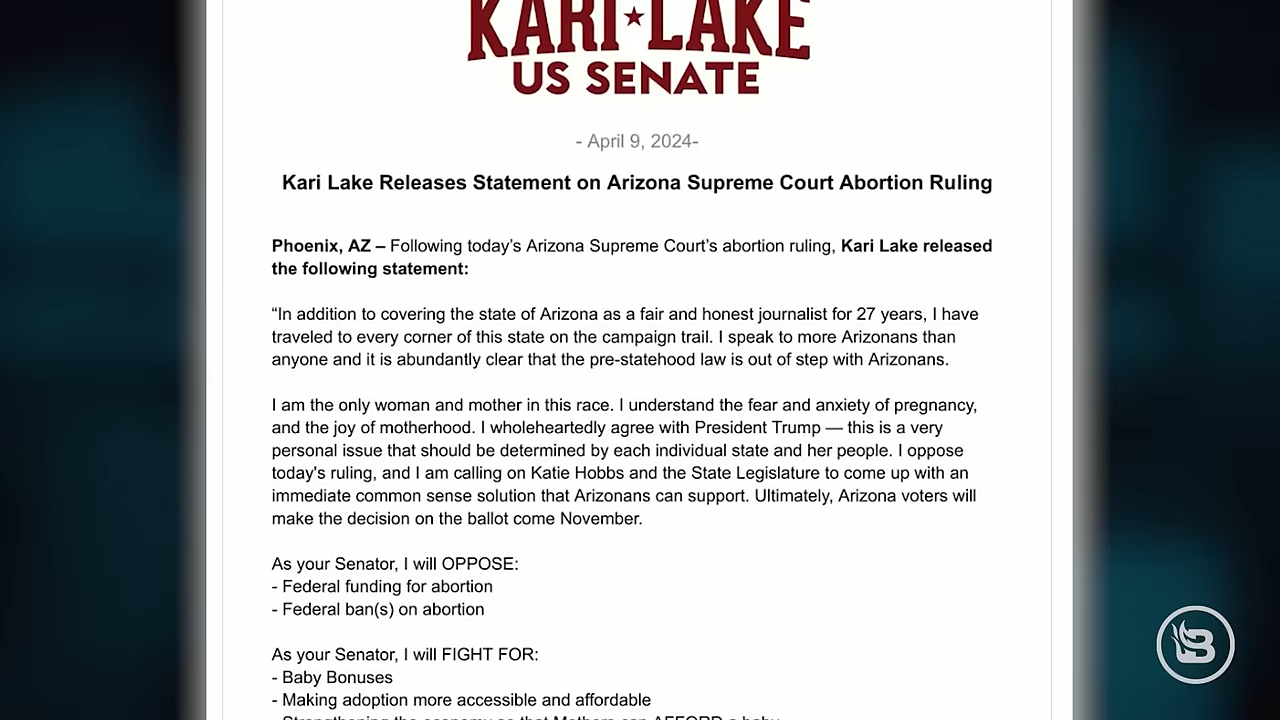 KARI★LAKE
US SENATE
- April 9, 2024-
Kari Lake Releases Statement on Arizona Supreme Court Abortion Ruling
Phoenix, AZ – Following today’s Arizona Supreme Court’s abortion ruling, Kari Lake released
the following statement:
“In addition to covering the state of Arizona as a fair and honest journalist for 27 years, I have
traveled to every corner of this state on the campaign trail. I speak to more Arizonans than
anyone and it is abundantly clear that the pre-statehood law is out of step with Arizonans.
I am the only woman and mother in this race. I understand the fear and anxiety of pregnancy,
and the joy of motherhood. I wholeheartedly agree with President Trump — this is a very
personal issue that should be determined by each individual state and her people. I oppose
today's ruling, and I am calling on Katie Hobbs and the State Legislature to come up with an
immediate common sense solution that Arizonans can support. Ultimately, Arizona voters will
make the decision on the ballot come November.
As your Senator, I will OPPOSE:
- Federal funding for abortion
- Federal ban(s) on abortion
As your Senator, I will FIGHT FOR:
- Baby Bonuses
- Making adoption more accessible and affordable
- Strengthening the economy so that Mothers can AFFORD a baby
B